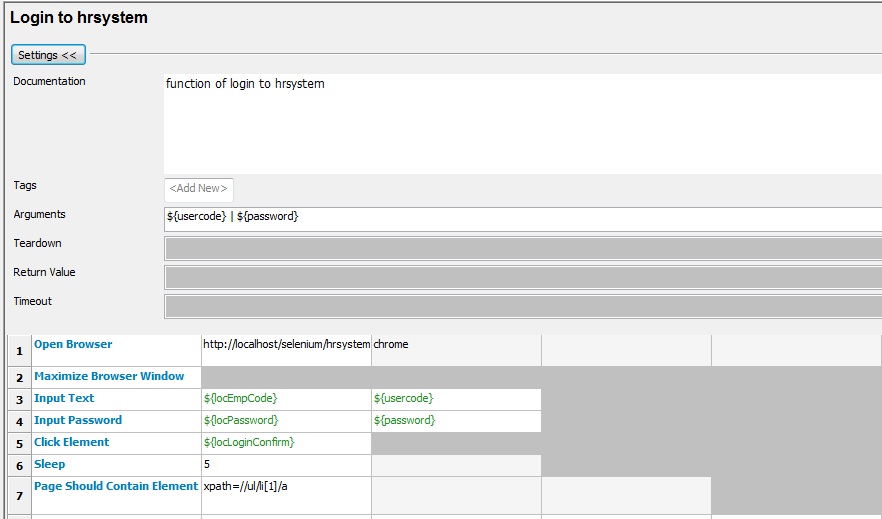 Login to hrsystem
Settings <<
Documentation
function of login to hrsystem
Tags
<Add New>
Arguments
${usercode} | ${password}
Teardown
Return Value
Timeout
1 Open Browser http://localhost/selenium/hrsystem chrome
2 Maximize Browser Window
3 Input Text ${locEmpCode} ${usercode}
4 Input Password ${locPassword} ${password}
5 Click Element ${locLoginConfirm}
6 Sleep 5
7 Page Should Contain Element xpath=//ul/li[1]/a